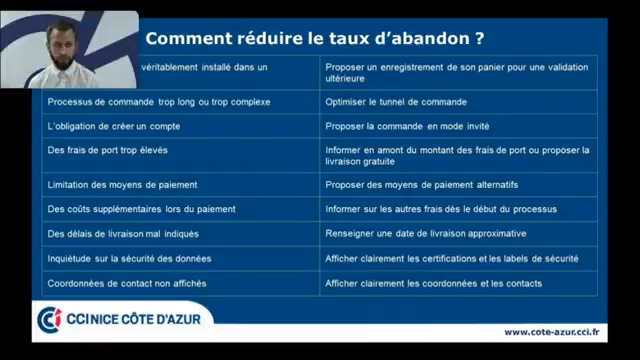 Comment réduire le taux d'abandon ?
véritablement installé dans un
Proposer un enregistrement de son panier pour une validation
ultérieure
Processus de commande trop long ou trop complexe
Optimiser le tunnel de commande
L'obligation de créer un compte
Proposer la commande en mode invité
Des frais de port trop élevés
Informer en amont du montant des frais de port ou proposer la
livraison gratuite
Limitation des moyens de paiement
Proposer des moyens de paiement alternatifs
Des coûts supplémentaires lors du paiement
Informer sur les autres frais dès le début du processus
Des délais de livraison mal indiqués
Renseigner une date de livraison approximative
Inquiétude sur la sécurité des données
Afficher clairement les certifications et les labels de sécurité
Coordonnées de contact non affichés
Afficher clairement les coordonnées et les contacts
CCI NICE CÔTE D'AZUR
www.cote-azur.cci.fr